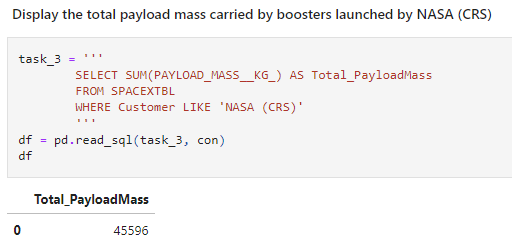 Display the total payload mass carried by boosters launched by NASA (CRS)
task_3 = '''
SELECT SUM(PAYLOAD_MASS__KG_) AS Total_PayloadMass
FROM SPACEXTBL
WHERE Customer LIKE 'NASA (CRS)'
'''
df = pd.read_sql(task_3, con)
df
Total_PayloadMass
0 45596